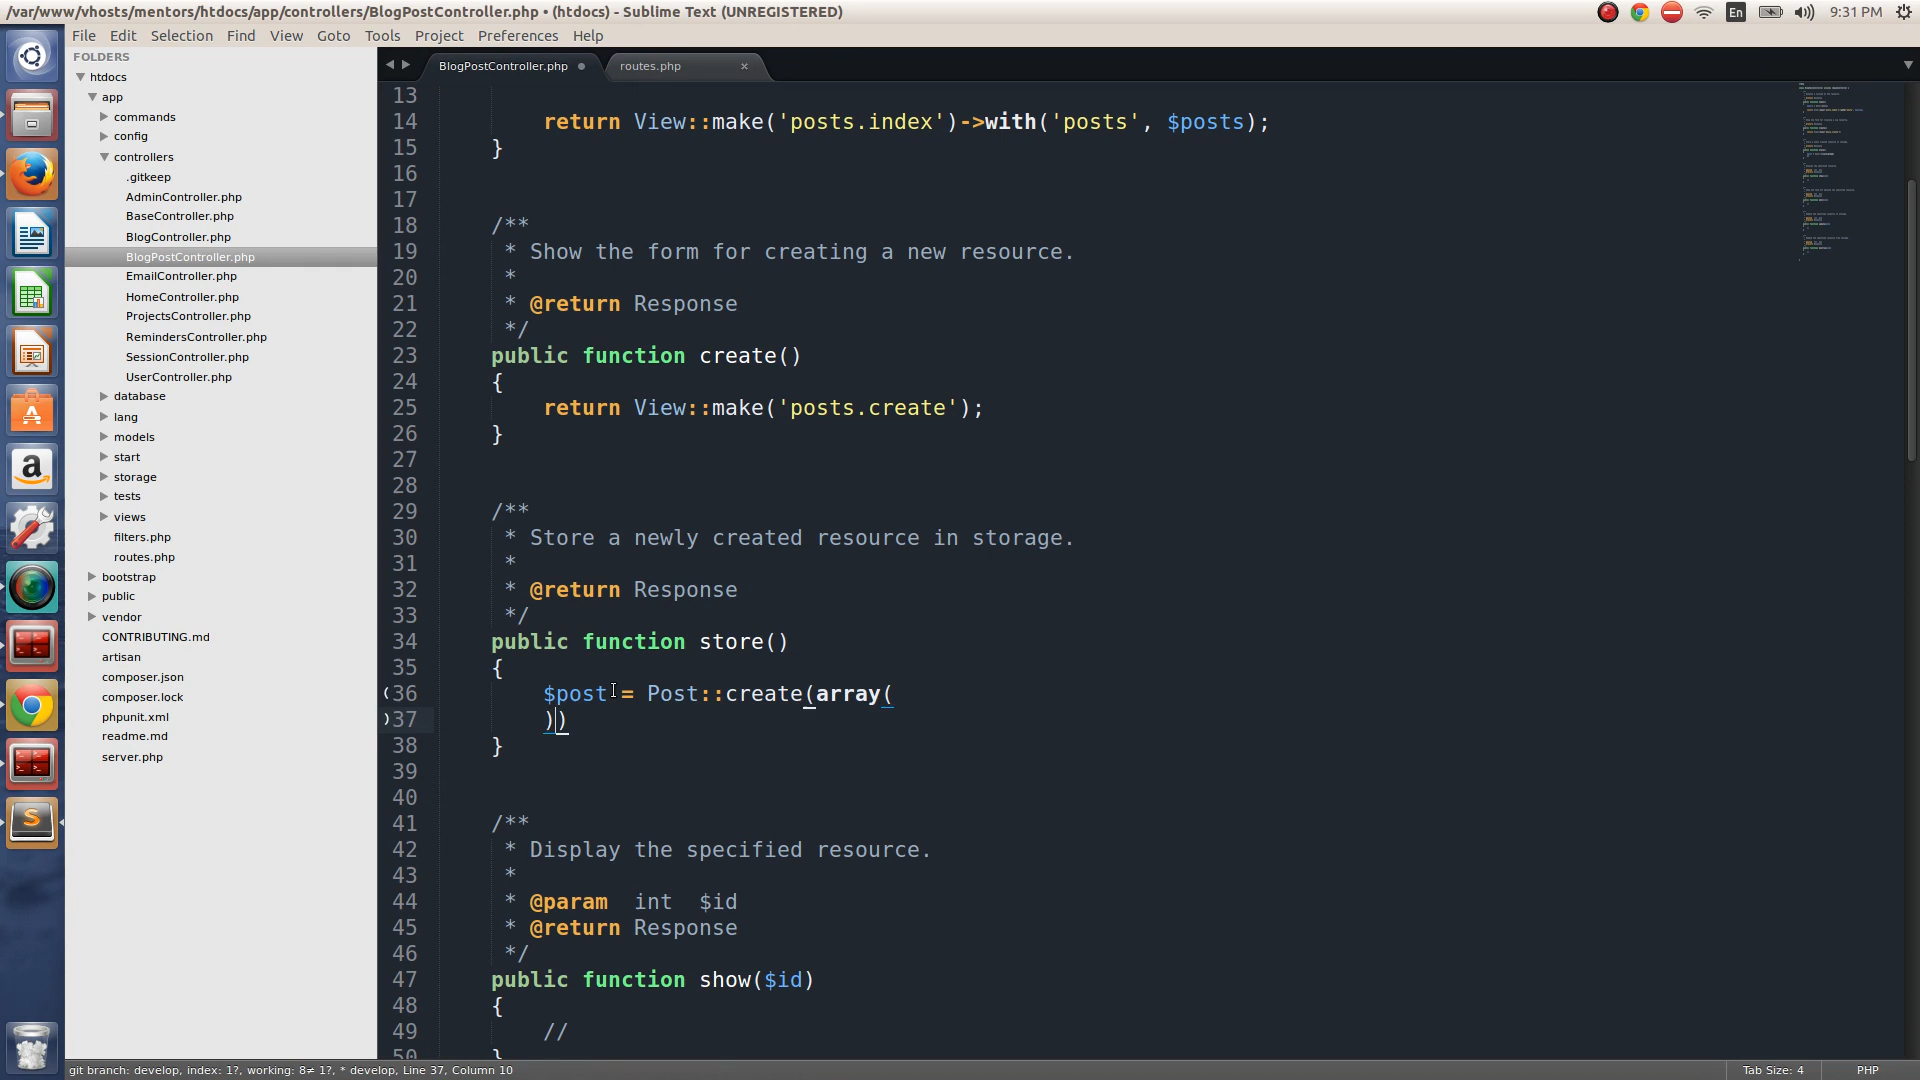 /var/www/vhosts/mentors/htdocs/app/controllers/BlogPostController.php • (htdocs) - Sublime Text (UNREGISTERED)
En
9:31 PM
File Edit Selection Find View Goto Tools Project Preferences Help
FOLDERS
htdocs
app
commands
config
controllers
.gitkeep
AdminController.php
BaseController.php
BlogController.php
BlogPostController.php
EmailController.php
HomeController.php
ProjectsController.php
RemindersController.php
SessionController.php
UserController.php
database
lang
models
start
storage
tests
views
filters.php
routes.php
bootstrap
public
vendor
CONTRIBUTING.md
artisan
composer.json
composer.lock
phpunit.xml
readme.md
server.php
BlogPostController.php
routes.php ×
13
14 return View::make('posts.index')->with('posts', $posts);
15 }
16
17
18 /**
19 * Show the form for creating a new resource.
20 *
21 * @return Response
22 */
23 public function create()
24 {
25 return View::make('posts.create');
26 }
27
28
29 /**
30 * Store a newly created resource in storage.
31 *
32 * @return Response
33 */
34 public function store()
35 {
36 $post = Post::create(array(
37 ))
38 }
39
40
41 /**
42 * Display the specified resource.
43 *
44 * @param  int  $id
45 * @return Response
46 */
47 public function show($id)
48 {
49 //
50 }
git branch: develop, index: 1?, working: 8≠ 1?, * develop, Line 37, Column 10
Tab Size: 4
PHP